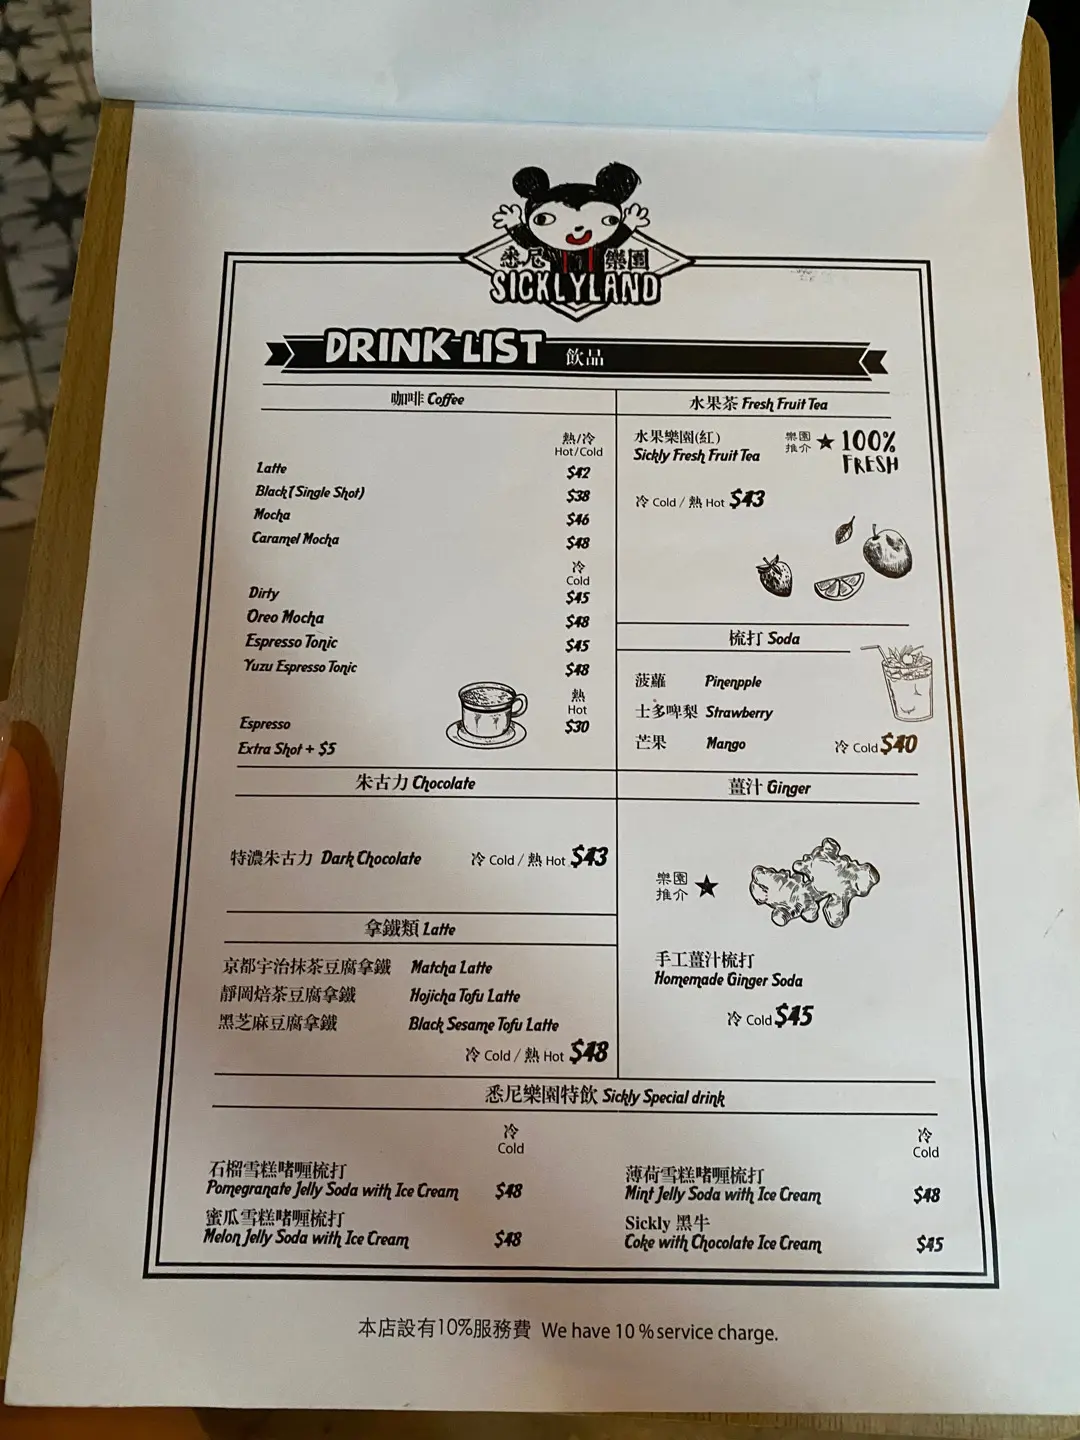 悉尼 樂園
SICKLYLAND
DRINK LIST 飲品
咖啡 Coffee
熱/冷
Hot/Cold
Latte $42
Black (Single Shot) $38
Mocha $46
Caramel Mocha $48
冷
Cold
Dirty $45
Oreo Mocha $48
Espresso Tonic $45
Yuzu Espresso Tonic $48
熱
Hot
Espresso $30
Extra Shot + $5
水果茶 Fresh Fruit Tea
水果樂園(紅)
Sickly Fresh Fruit Tea
樂園
推介 ★ 100%
FRESH
冷 Cold / 熱 Hot $43
梳打 Soda
菠蘿 Pinenpple
士多啤梨 Strawberry
芒果 Mango 冷 Cold $40
朱古力 Chocolate
特濃朱古力 Dark Chocolate 冷 Cold / 熱 Hot $43
薑汁 Ginger
樂園
推介 ★
手工薑汁梳打
Homemade Ginger Soda
冷 Cold $45
拿鐵類 Latte
京都宇治抹茶豆腐拿鐵 Matcha Latte
靜岡焙茶豆腐拿鐵 Hojicha Tofu Latte
黑芝麻豆腐拿鐵 Black Sesame Tofu Latte
冷 Cold / 熱 Hot $48
悉尼樂園特飲 Sickly Special drink
冷
Cold
石榴雪糕啫喱梳打
Pomegranate Jelly Soda with Ice Cream $48
蜜瓜雪糕啫喱梳打
Melon Jelly Soda with Ice Cream $48
冷
Cold
薄荷雪糕啫喱梳打
Mint Jelly Soda with Ice Cream $48
Sickly 黑牛
Coke with Chocolate Ice Cream $45
本店設有10%服務費 We have 10 % service charge.